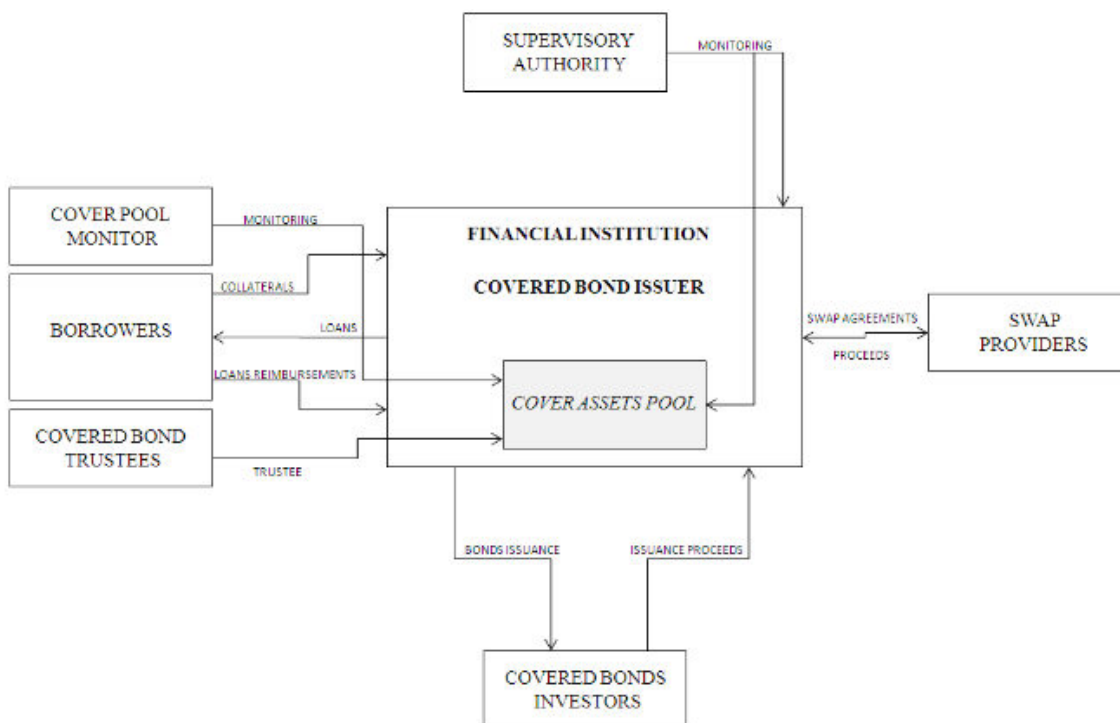 SUPERVISORY
AUTHORITY
MONITORING
COVER POOL
MONITOR
MONITORING
FINANCIAL INSTITUTION
COVERED BOND ISSUER
COLLATERALS
BORROWERS
LOANS
LOANS REIMBURSEMENTS
SWAP AGREEMENTS
PROCEEDS
SWAP
PROVIDERS
COVER ASSETS POOL
COVERED BOND
TRUSTEES
TRUSTEE
BONDS ISSUANCE
ISSUANCE PROCEEDS
COVERED BONDS
INVESTORS